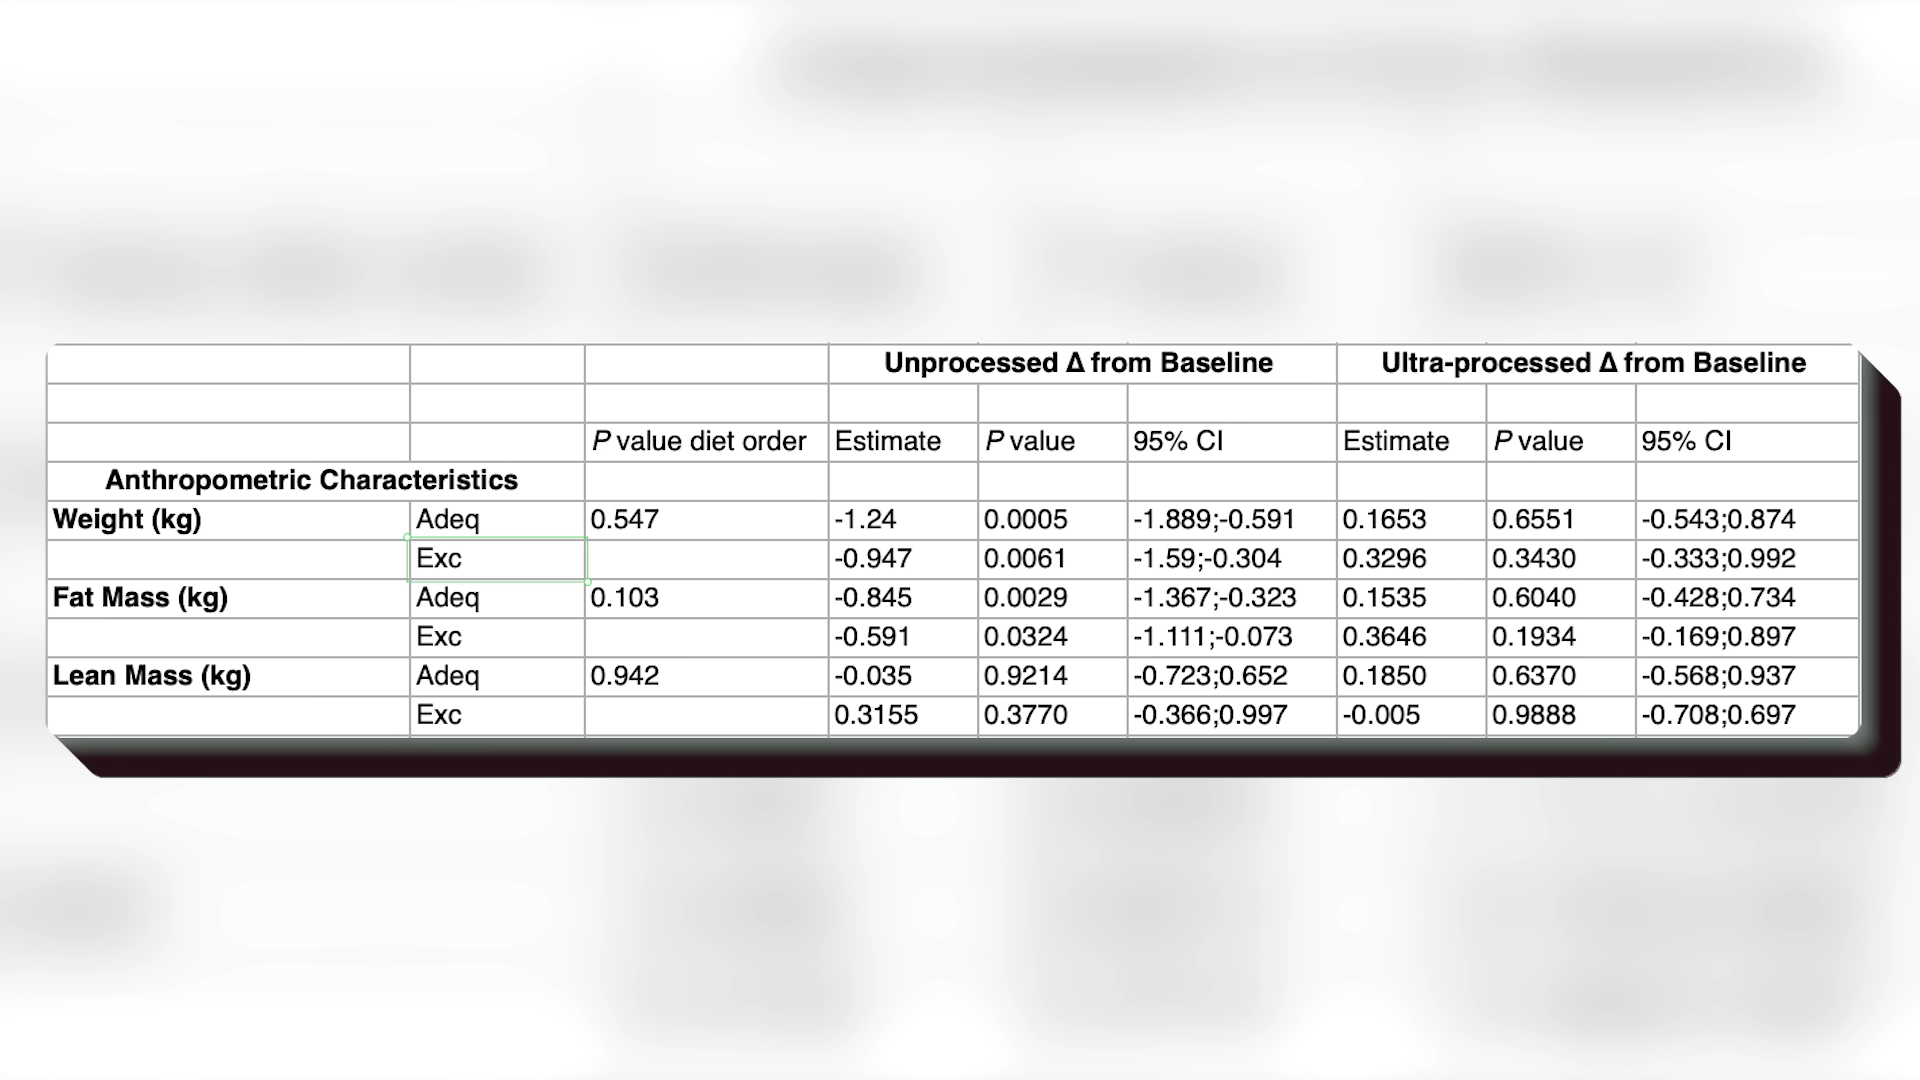 Unprocessed Δ from Baseline Ultra-processed Δ from Baseline
P value diet order Estimate P value 95% CI Estimate P value 95% CI
Anthropometric Characteristics
Weight (kg) Adeq 0.547 -1.24 0.0005 -1.889;-0.591 0.1653 0.6551 -0.543;0.874
Exc -0.947 0.0061 -1.59;-0.304 0.3296 0.3430 -0.333;0.992
Fat Mass (kg) Adeq 0.103 -0.845 0.0029 -1.367;-0.323 0.1535 0.6040 -0.428;0.734
Exc -0.591 0.0324 -1.111;-0.073 0.3646 0.1934 -0.169;0.897
Lean Mass (kg) Adeq 0.942 -0.035 0.9214 -0.723;0.652 0.1850 0.6370 -0.568;0.937
Exc 0.3155 0.3770 -0.366;0.997 -0.005 0.9888 -0.708;0.697